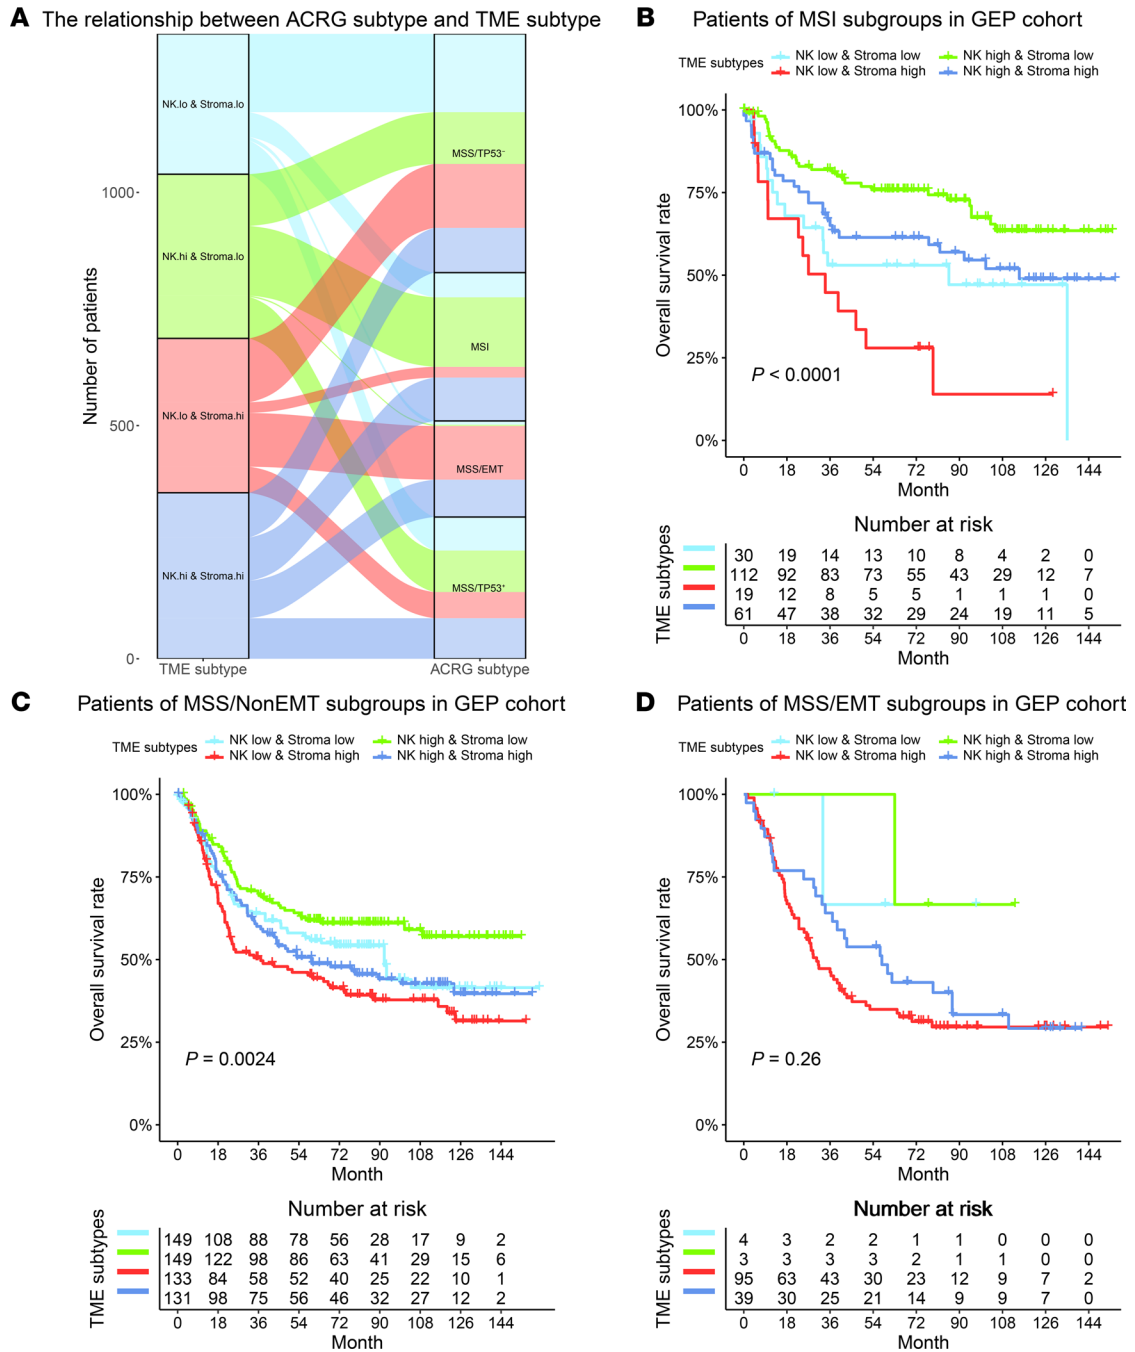 A The relationship between ACRG subtype and TME subtype
Number of patients
1000
500
0
NK.lo & Stroma.lo
NK.hi & Stroma.lo
NK.lo & Stroma.hi
NK.hi & Stroma.hi
MSS/TP53⁻
MSI
MSS/EMT
MSS/TP53⁺
TME subtype
ACRG subtype
B Patients of MSI subgroups in GEP cohort
TME subtypes
NK low & Stroma low NK high & Stroma low
NK low & Stroma high NK high & Stroma high
Overall survival rate
100%
75%
50%
25%
0%
P < 0.0001
0 18 36 54 72 90 108 126 144
Month
Number at risk
TME subtypes
30 19 14 13 10 8 4 2 0
112 92 83 73 55 43 29 12 7
19 12 8 5 5 1 1 1 0
61 47 38 32 29 24 19 11 5
0 18 36 54 72 90 108 126 144
Month
C Patients of MSS/NonEMT subgroups in GEP cohort
TME subtypes
NK low & Stroma low NK high & Stroma low
NK low & Stroma high NK high & Stroma high
Overall survival rate
100%
75%
50%
25%
0%
P = 0.0024
0 18 36 54 72 90 108 126 144
Month
Number at risk
TME subtypes
149 108 88 78 56 28 17 9 2
149 122 98 86 63 41 29 15 6
133 84 58 52 40 25 22 10 1
131 98 75 56 46 32 27 12 2
0 18 36 54 72 90 108 126 144
Month
D Patients of MSS/EMT subgroups in GEP cohort
TME subtypes
NK low & Stroma low NK high & Stroma low
NK low & Stroma high NK high & Stroma high
Overall survival rate
100%
75%
50%
25%
0%
P = 0.26
0 18 36 54 72 90 108 126 144
Month
Number at risk
TME subtypes
4 3 2 2 1 1 0 0 0
3 3 3 3 2 1 1 0 0
95 63 43 30 23 12 9 7 2
39 30 25 21 14 9 9 7 0
0 18 36 54 72 90 108 126 144
Month